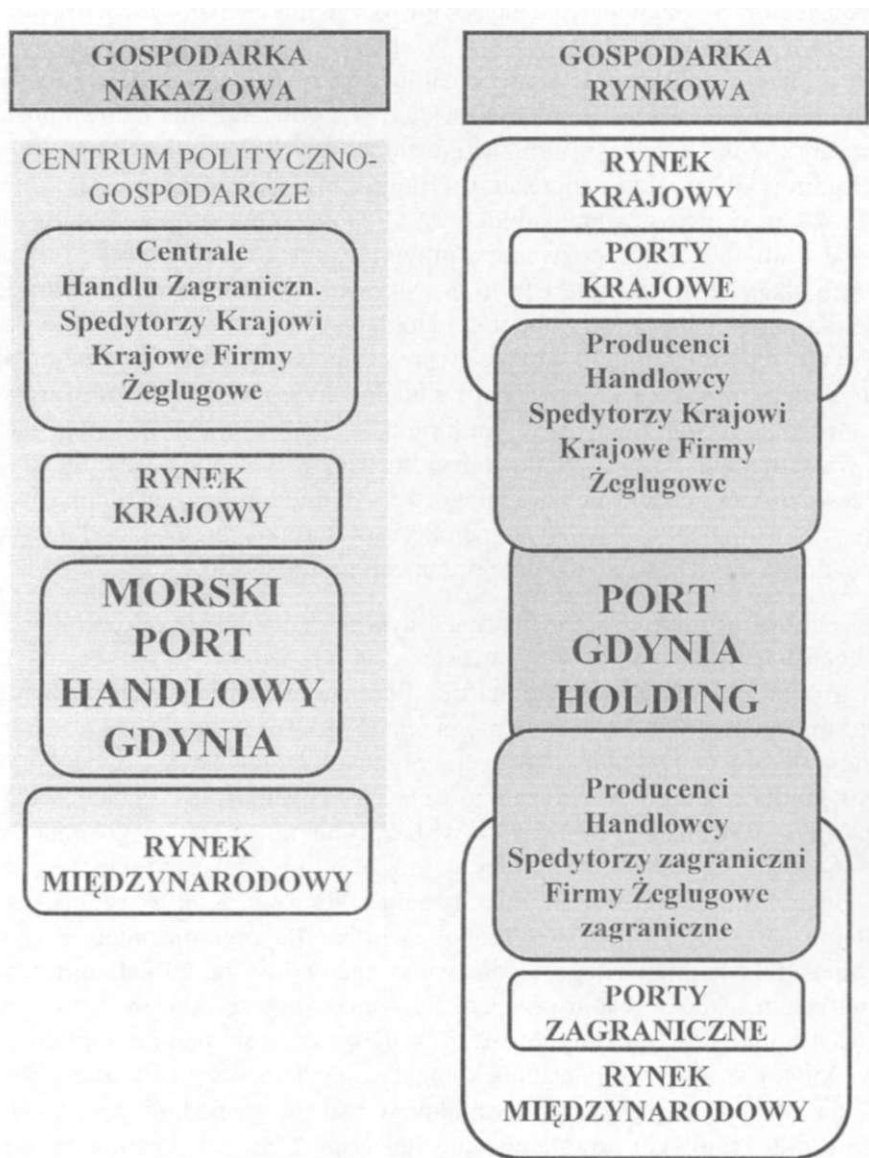 GOSPODARKA
NAKAZOWA
CENTRUM POLITYCZNO-
GOSPODARCZE
Centrale
Handlu Zagraniczn.
Spedytorzy Krajowi
Krajowe Firmy
Żeglugowe
RYNEK
KRAJOWY
MORSKI
PORT
HANDLOWY
GDYNIA
RYNEK
MIĘDZYNARODOWY
GOSPODARKA
RYNKOWA
RYNEK
KRAJOWY
PORTY
KRAJOWE
Producenci
Handlowcy
Spedytorzy Krajowi
Krajowe Firmy
Żeglugowe
PORT
GDYNIA
HOLDING
Producenci
Handlowcy
Spedytorzy zagraniczni
Firmy Żeglugowe
zagraniczne
PORTY
ZAGRANICZNE
RYNEK
MIĘDZYNARODOWY